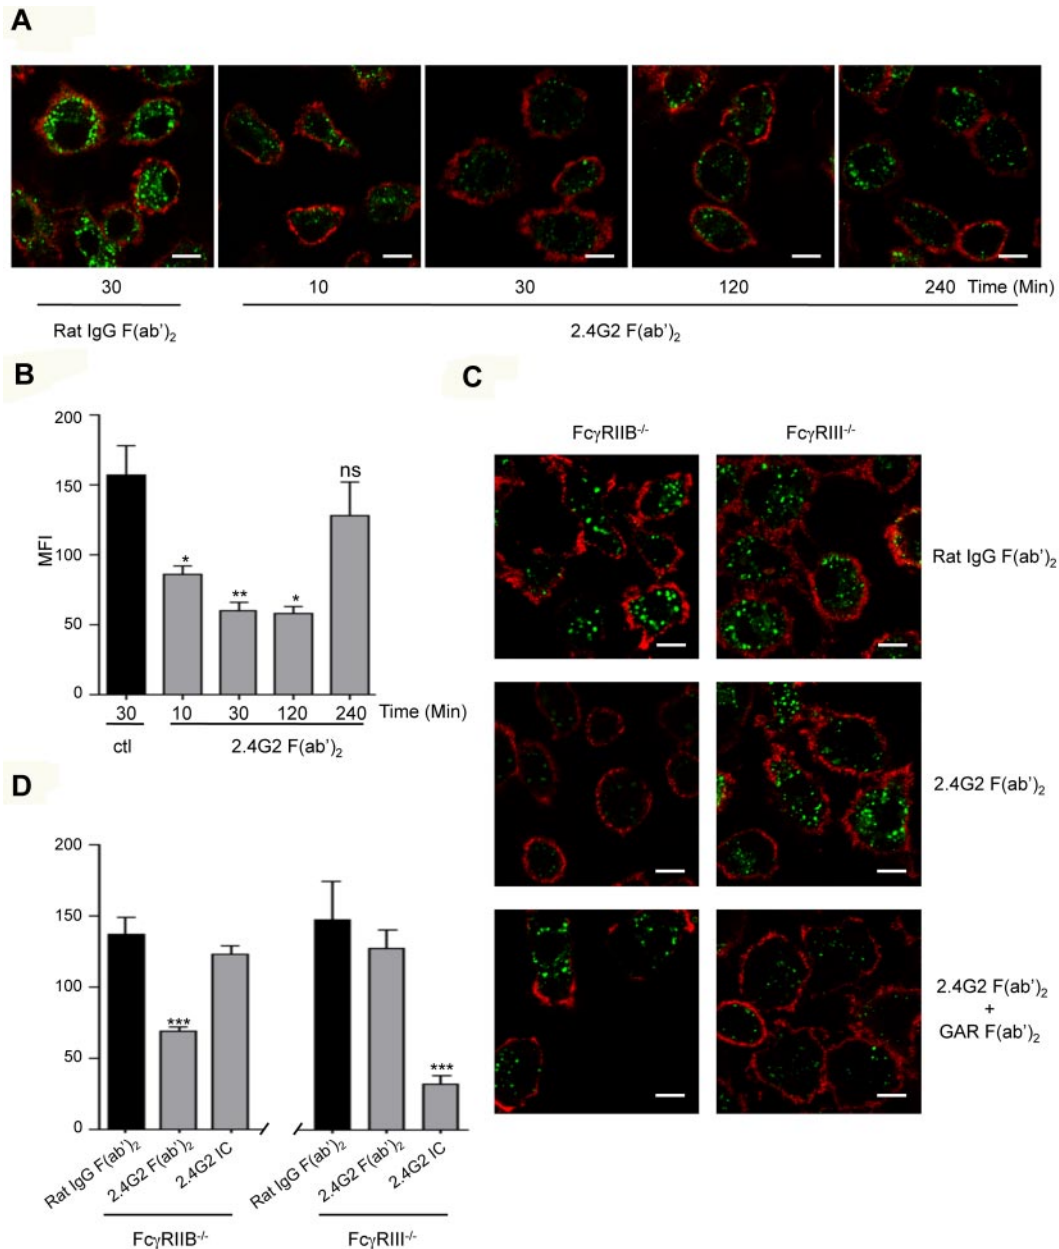 A
30 10 30 120 240 Time (Min)
Rat IgG F(ab')₂ 2.4G2 F(ab')₂
B
200
150
100
50
0
MFI
* ** * ns
30 10 30 120 240 Time (Min)
ctl 2.4G2 F(ab')₂
C
FcγRIIB⁻/⁻ FcγRIII⁻/⁻
Rat IgG F(ab')₂
2.4G2 F(ab')₂
2.4G2 F(ab')₂
+
GAR F(ab')₂
D
200
150
100
50
0
*** ***
Rat IgG F(ab')₂ 2.4G2 F(ab')₂ 2.4G2 IC Rat IgG F(ab')₂ 2.4G2 F(ab')₂ 2.4G2 IC
FcγRIIB⁻/⁻ FcγRIII⁻/⁻